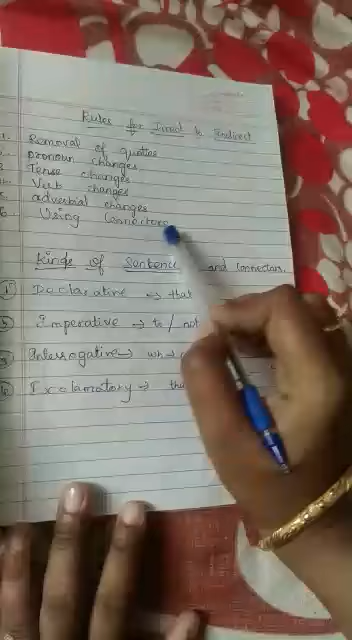 Rules for Direct to Indirect
1. Removal of quotes
2. pronoun changes
3. Tense changes
4. Verb changes
5. adverbial changes
6. Using Connectors
Kinds of Sentence and Connectors.
1) Declarative → that
2) Imperative → to / not
3) Interrogative → wh
4) Exclamatory → tha